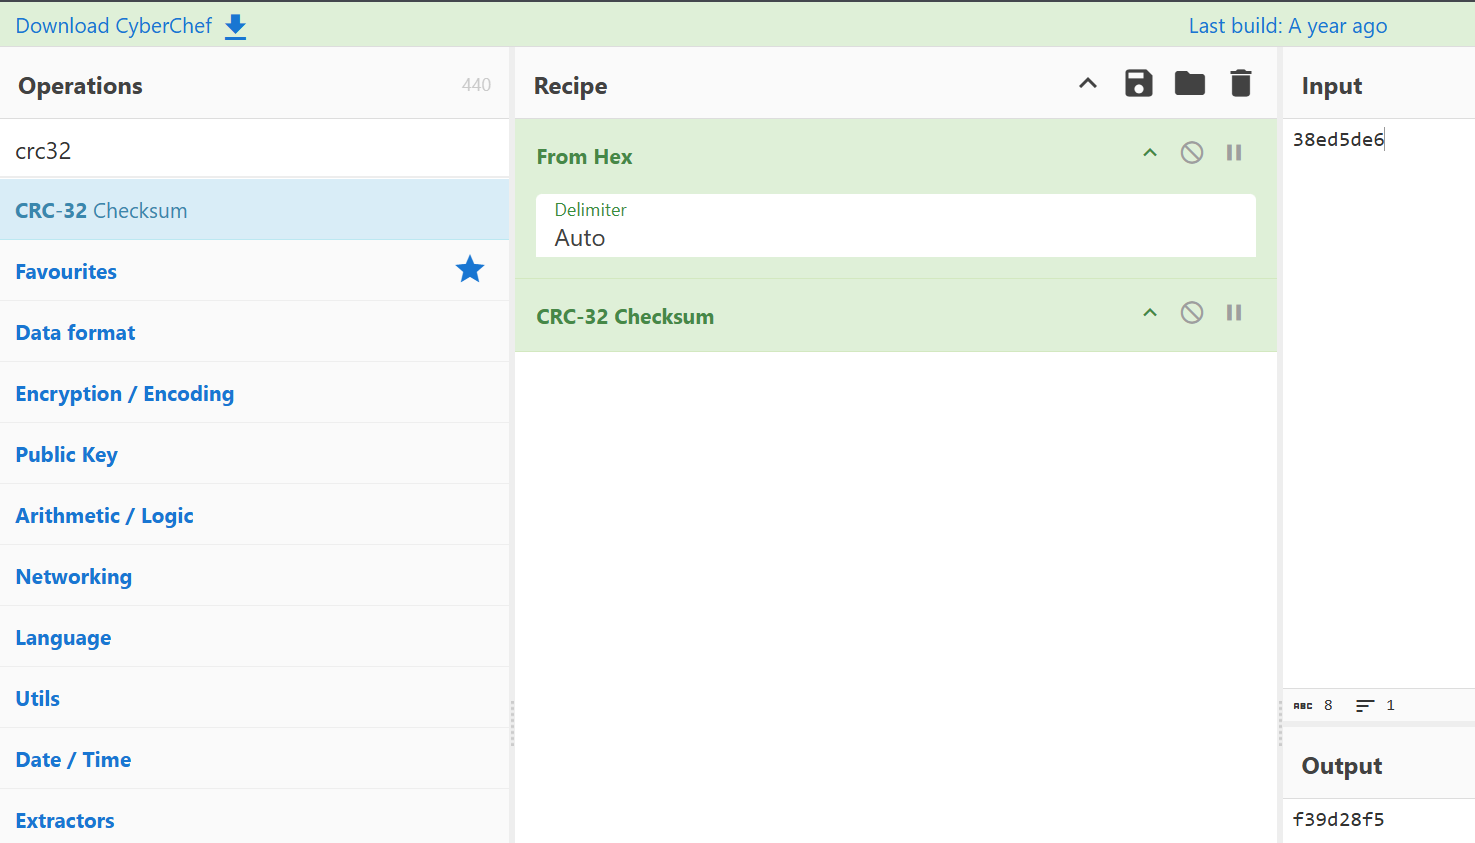 Download CyberChef
Last build: A year ago
Operations
440
crc32
CRC-32 Checksum
Favourites
Data format
Encryption / Encoding
Public Key
Arithmetic / Logic
Networking
Language
Utils
Date / Time
Extractors
Recipe
From Hex
Delimiter
Auto
CRC-32 Checksum
Input
38ed5de6
ABC 8 1
Output
f39d28f5